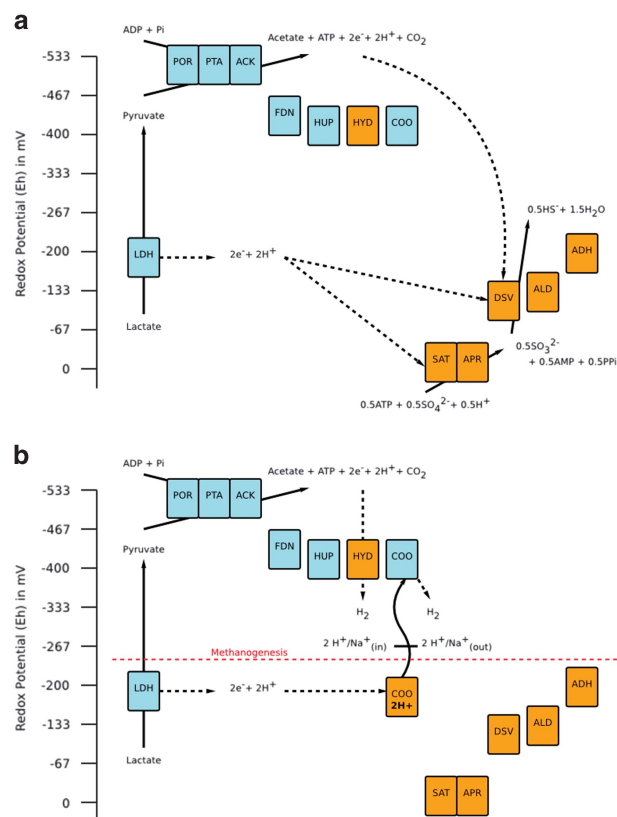 a
ADP + Pi
Acetate + ATP + 2e⁻+ 2H⁺+ CO₂
-533
POR PTA ACK
-467
Pyruvate
FDN
HUP HYD COO
-400
-333
-267
0.5HS⁻+ 1.5H₂O
Redox Potential (Eh) in mV
-200
LDH
2e⁻+ 2H⁺
ADH
-133
DSV ALD
-67
Lactate
0.5SO₃²⁻
+ 0.5AMP + 0.5PPi
0
SAT APR
0.5ATP + 0.5SO₄²⁻+ 0.5H⁺
b
ADP + Pi
Acetate + ATP + 2e⁻+ 2H⁺+ CO₂
-533
POR PTA ACK
-467
Pyruvate
FDN
HUP HYD COO
-400
-333
H₂
H₂
-267
2 H⁺/Na⁺(in)
2 H⁺/Na⁺(out)
Methanogenesis
Redox Potential (Eh) in mV
-200
LDH
2e⁻+ 2H⁺
COO
2H+
ADH
-133
DSV ALD
-67
Lactate
0
SAT APR